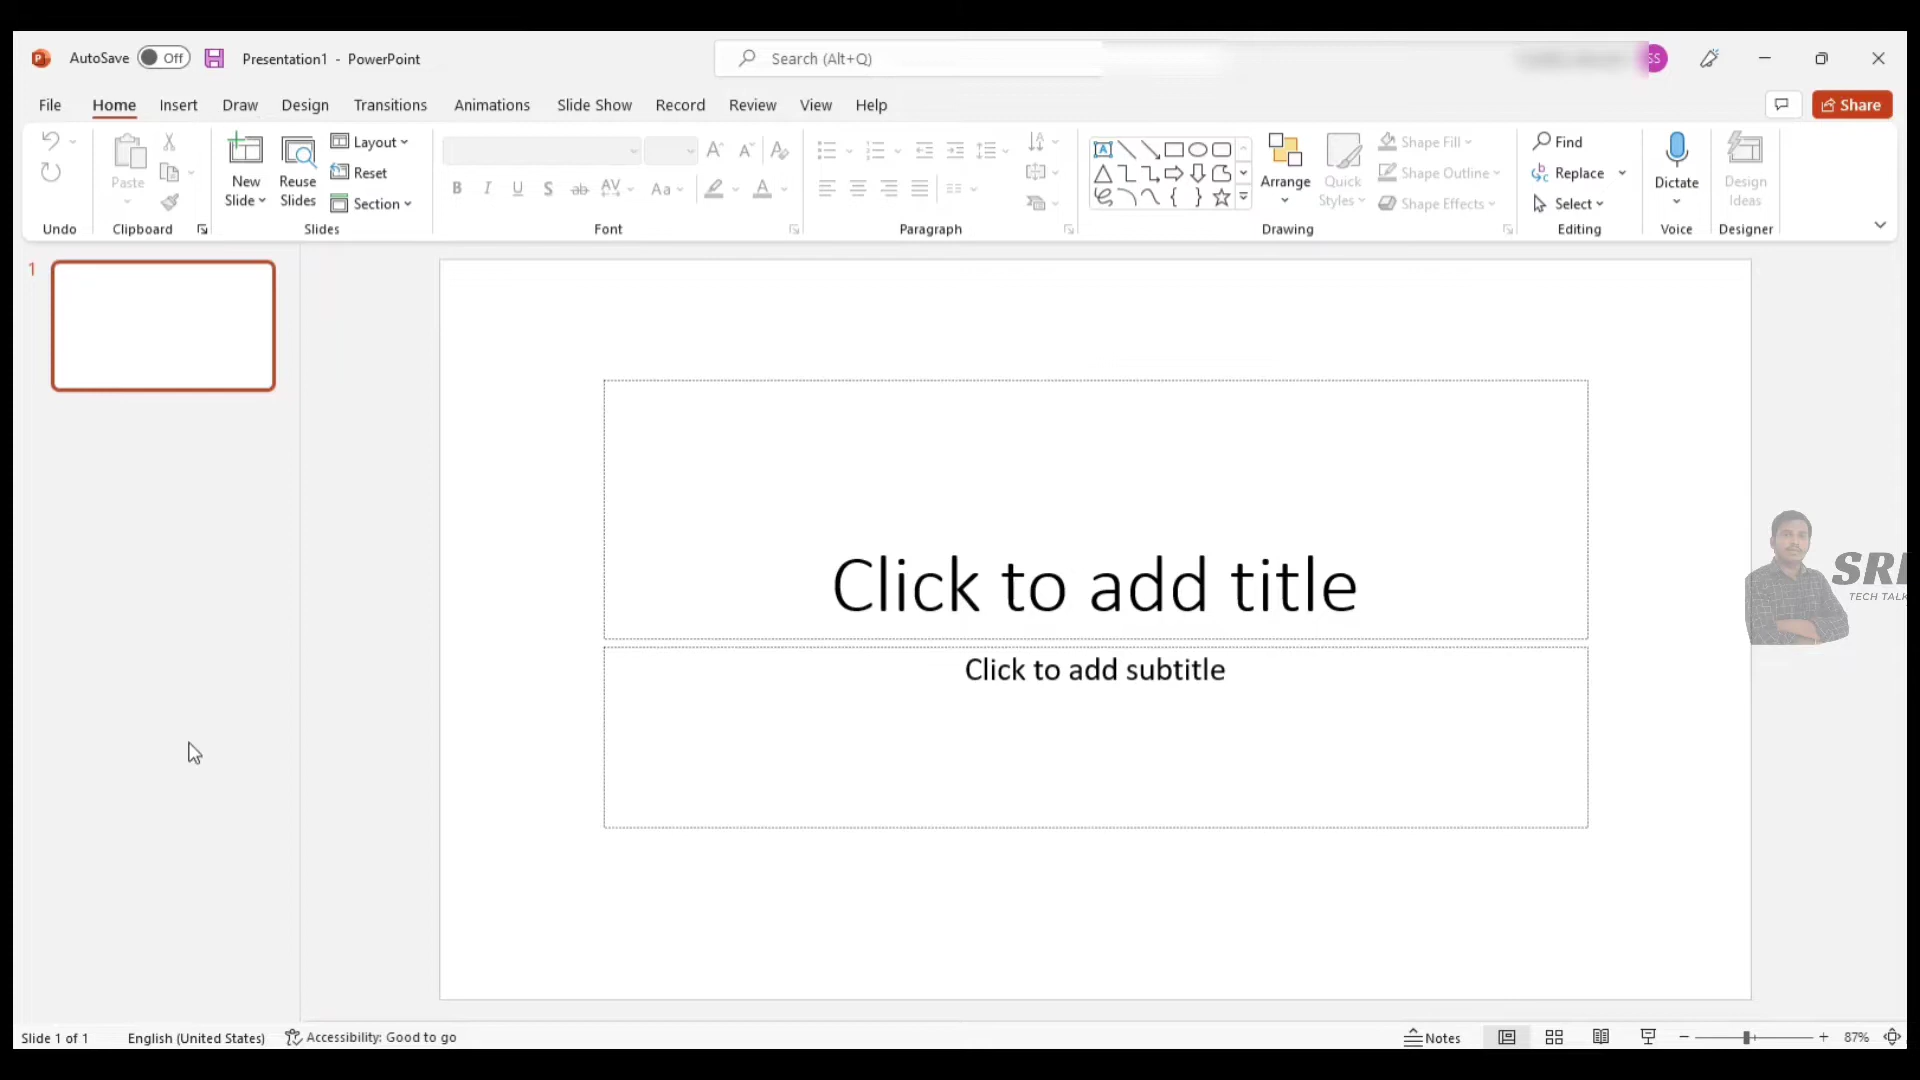 AutoSave Off Presentation1 - PowerPoint Search (Alt+Q) SS
File Home Insert Draw Design Transitions Animations Slide Show Record Review View Help Share
Paste
Clipboard
Undo
New Slide
Reuse Slides
Layout
Reset
Section
Slides
B I U S ab AV Aa A
Font
Paragraph
Arrange
Quick Styles
Shape Fill
Shape Outline
Shape Effects
Drawing
Find
Replace
Select
Editing
Dictate
Voice
Design Ideas
Designer
1
Click to add title
Click to add subtitle
SRI
TECH TALK
Slide 1 of 1 English (United States) Accessibility: Good to go Notes 87%